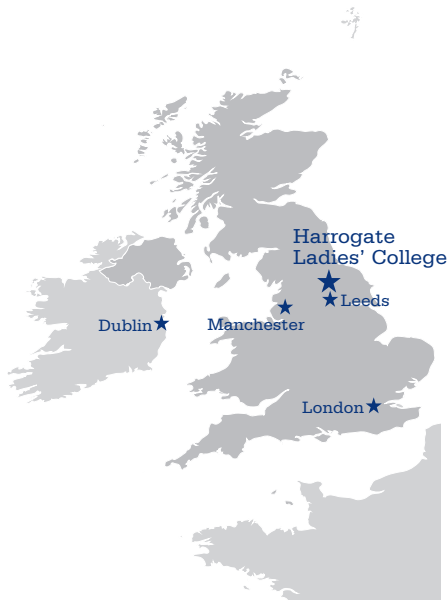 Harrogate
Ladies’ College
Leeds
Manchester
Dublin
London